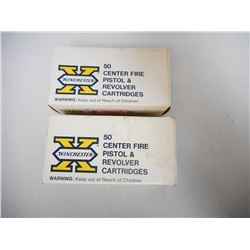 50
CENTER FIRE
PISTOL &
REVOLVER
CARTRIDGES
WINCHESTER
X
WARNING: Keep out of Reach of Children
50
CENTER FIRE
PISTOL &
REVOLVER
CARTRIDGES
WINCHESTER
X
WARNING: Keep out of Reach of Children